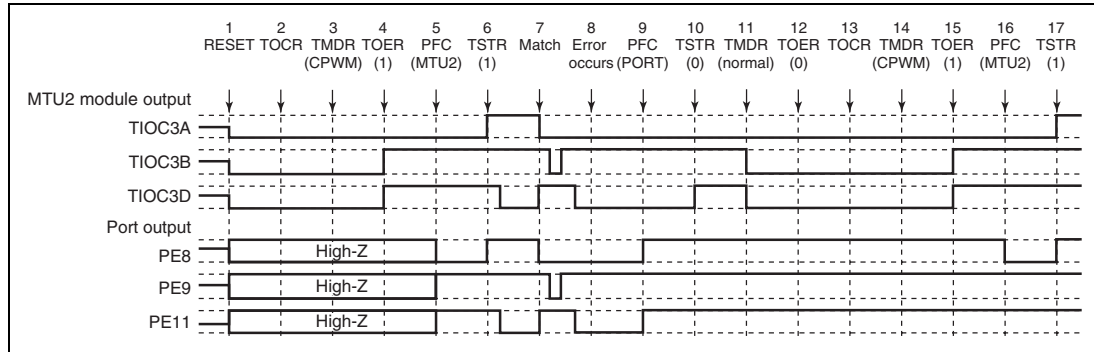 1 2 3 4 5 6 7 8 9 10 11 12 13 14 15 16 17
RESET TOCR TMDR TOER PFC TSTR Match Error PFC TSTR TMDR TOER TOCR TMDR TOER PFC TSTR
(CPWM) (1) (MTU2) (1) occurs (PORT) (0) (normal) (0) (CPWM) (1) (MTU2) (1)
MTU2 module output
TIOC3A
TIOC3B
TIOC3D
Port output
PE8 High-Z
PE9 High-Z
PE11 High-Z